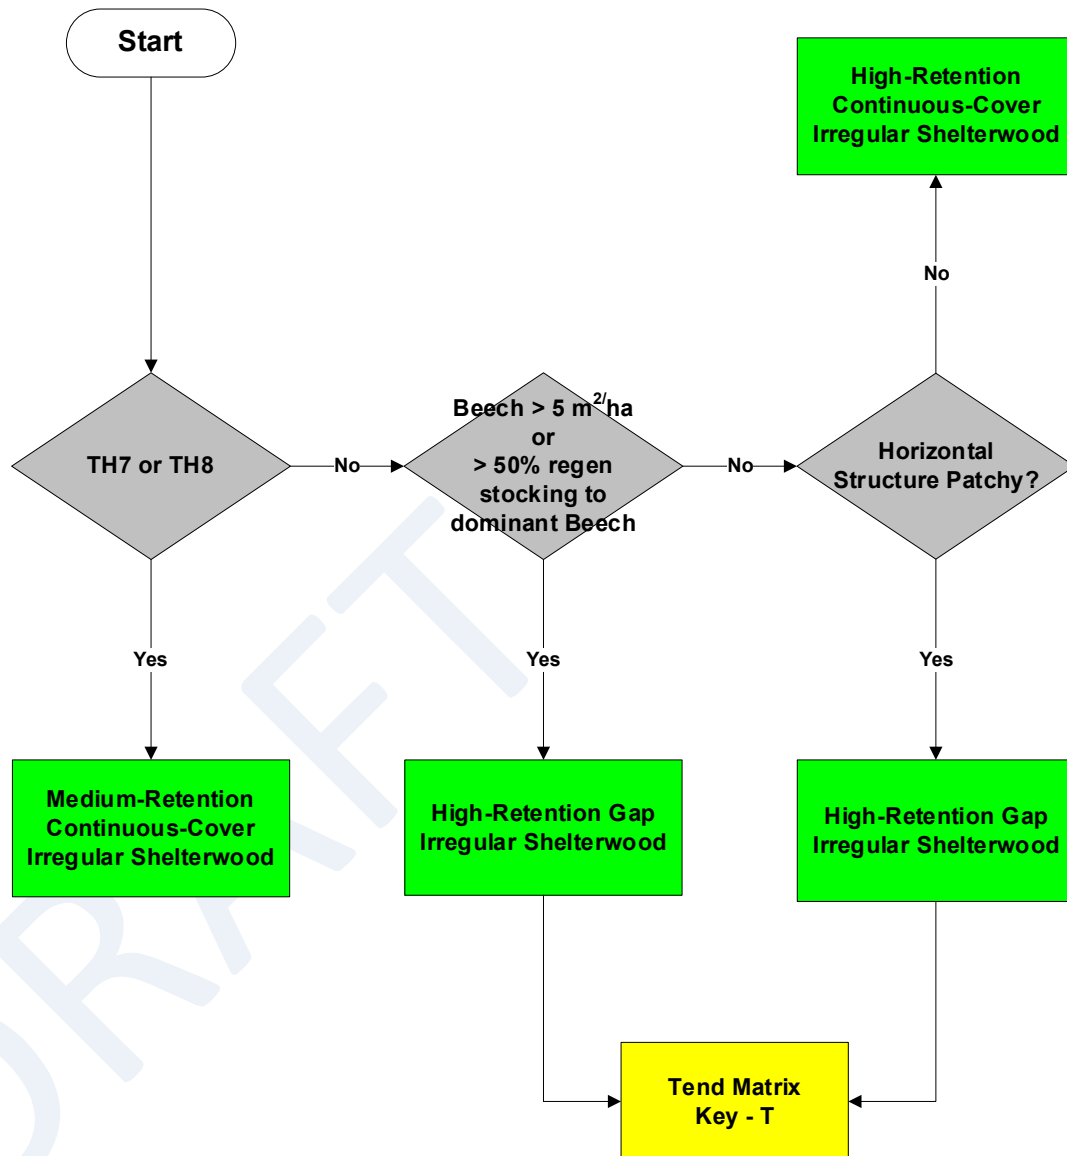 Start
High-Retention
Continuous-Cover
Irregular Shelterwood
No
TH7 or TH8
No
Beech > 5 m²/ha
or
> 50% regen
stocking to
dominant Beech
No
Horizontal
Structure Patchy?
Yes
Yes
Yes
Medium-Retention
Continuous-Cover
Irregular Shelterwood
High-Retention Gap
Irregular Shelterwood
High-Retention Gap
Irregular Shelterwood
Tend Matrix
Key - T
DRAFT